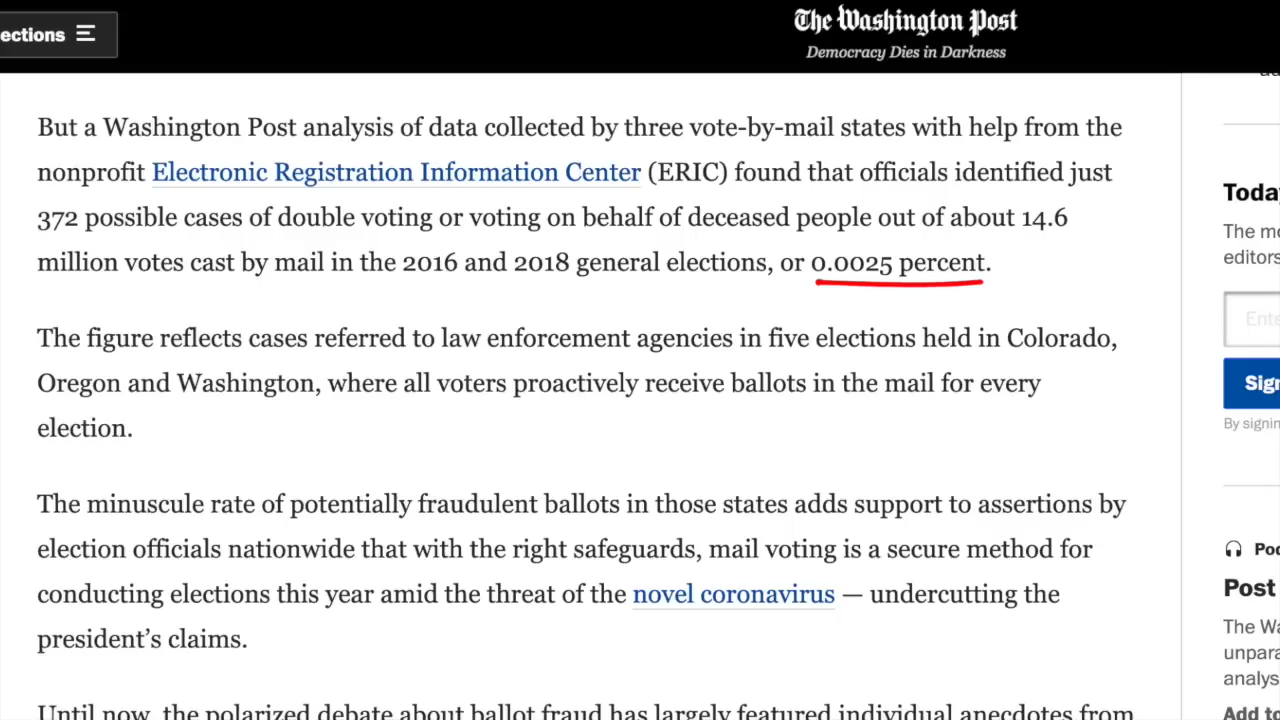 ections
The Washington Post
Democracy Dies in Darkness
But a Washington Post analysis of data collected by three vote-by-mail states with help from the
nonprofit Electronic Registration Information Center (ERIC) found that officials identified just
372 possible cases of double voting or voting on behalf of deceased people out of about 14.6
million votes cast by mail in the 2016 and 2018 general elections, or 0.0025 percent.
The figure reflects cases referred to law enforcement agencies in five elections held in Colorado,
Oregon and Washington, where all voters proactively receive ballots in the mail for every
election.
The minuscule rate of potentially fraudulent ballots in those states adds support to assertions by
election officials nationwide that with the right safeguards, mail voting is a secure method for
conducting elections this year amid the threat of the novel coronavirus — undercutting the
president's claims.
Until now, the polarized debate about ballot fraud has largely featured individual anecdotes from
Toda
The mo
editors
Ente
Sign
By signin
Pod
Post
The Wa
unpara
analys
Add to